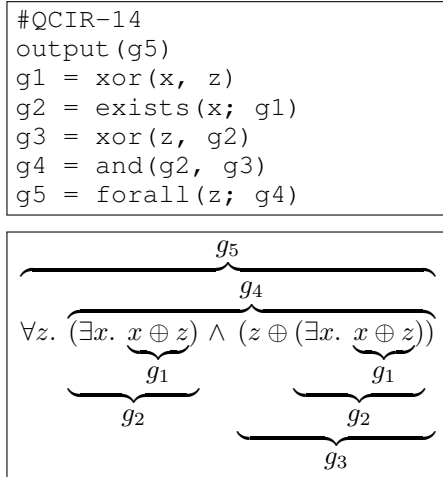 #QCIR-14
output(g5)
g1 = xor(x, z)
g2 = exists(x; g1)
g3 = xor(z, g2)
g4 = and(g2, g3)
g5 = forall(z; g4)
g5
g4
∀z. (∃x. x ⊕ z) ∧ (z ⊕ (∃x. x ⊕ z))
g1 g1
g2 g2
g3